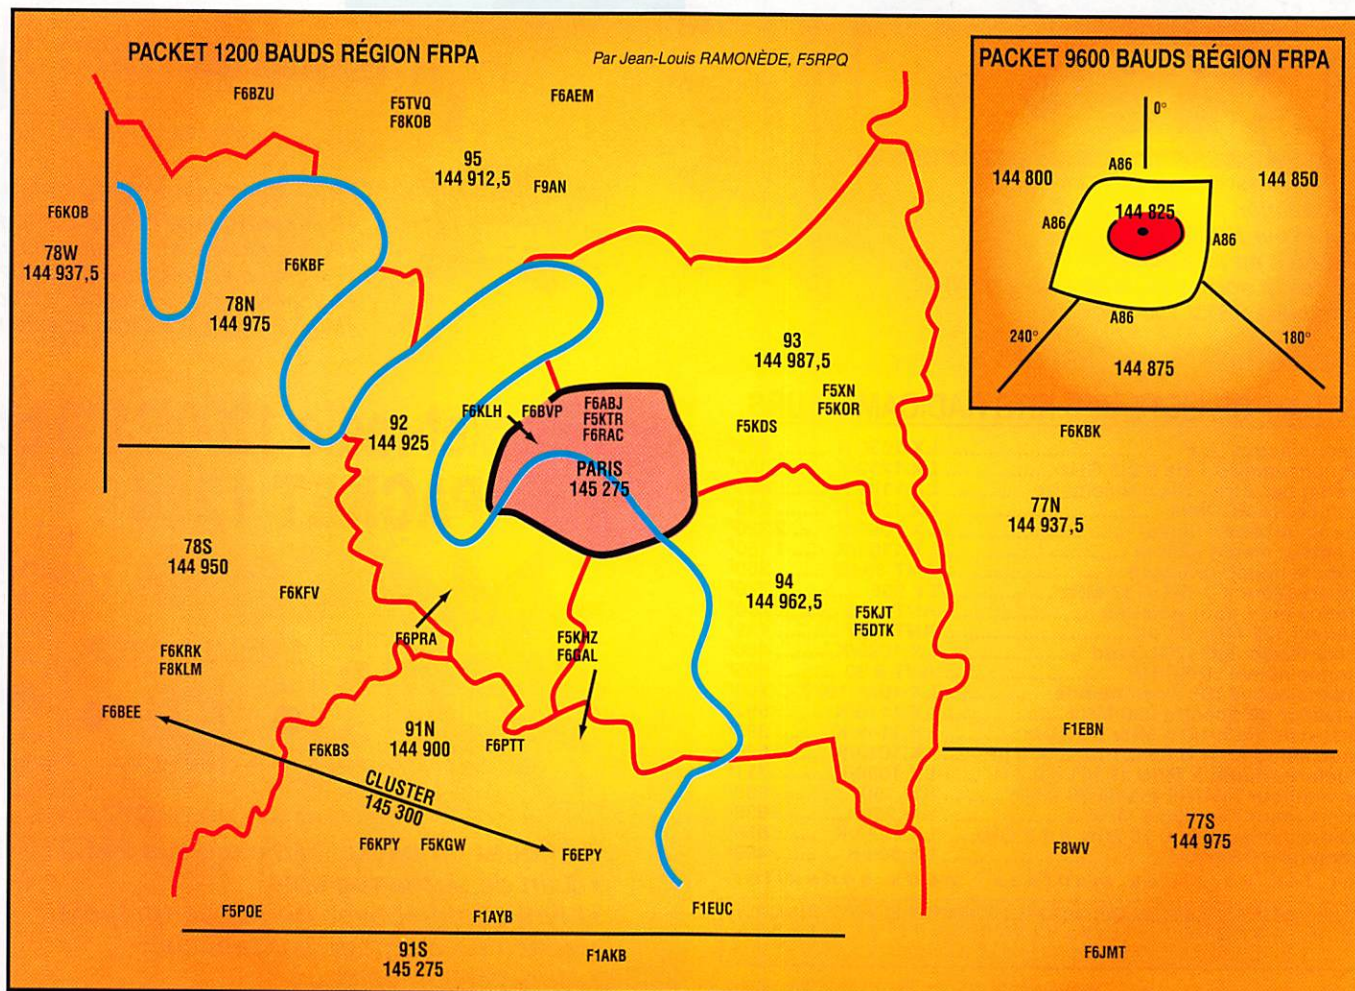 PACKET 1200 BAUDS RÉGION FRPA
Par Jean-Louis RAMONÈDE, F5RPQ
F6BZU
F5TVQ
F8KOB
F6AEM
95
144 912,5
F9AN
F6KOB
78W
144 937,5
F6KBF
78N
144 975
93
144 987,5
F5XN
F5KOR
F5KDS
92
144 925
F6KLH
F6BVP
F6ABJ
F5KTR
F6RAC
PARIS
145 275
F6KBK
77N
144 937,5
78S
144 950
F6KFV
94
144 962,5
F5KJT
F5DTK
F6PRA
F5KHZ
F6GAL
F6KRK
F8KLM
F6BEE
91N
144 900
F6KBS
F6PTT
CLUSTER
145 300
F1EBN
F6KPY
F5KGW
F6EPY
77S
144 975
F8WV
F5POE
F1AYB
F1EUC
91S
145 275
F1AKB
F6JMT
PACKET 9600 BAUDS RÉGION FRPA
0°
A86
144 800
144 850
144 825
A86
A86
A86
240°
180°
144 875